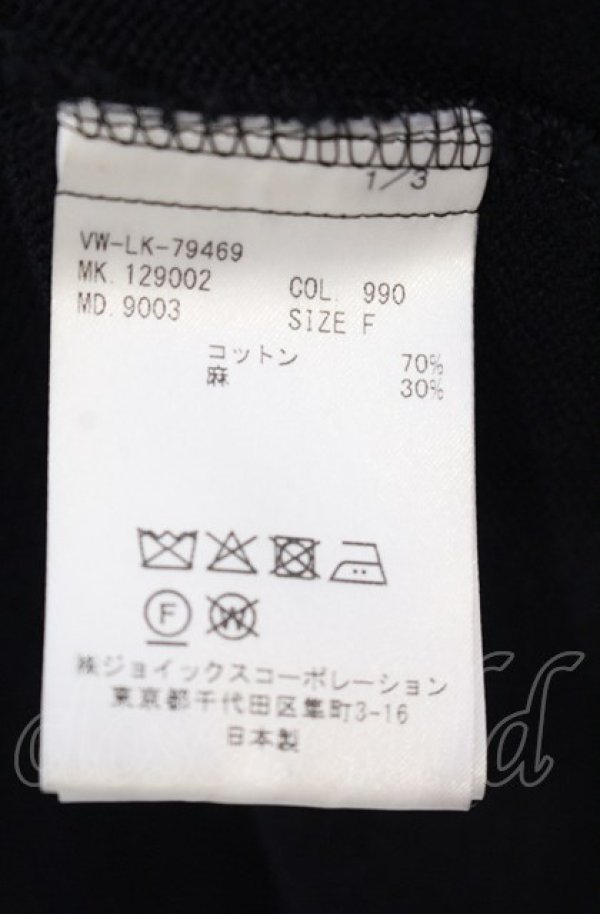 1/3
VW-LK-79469
MK. 129002
COL. 990
MD. 9003
SIZE F
コットン 70%
麻 30%
F
W
㈱ジョイックスコーポレーション
東京都千代田区隼町3-16
日本製